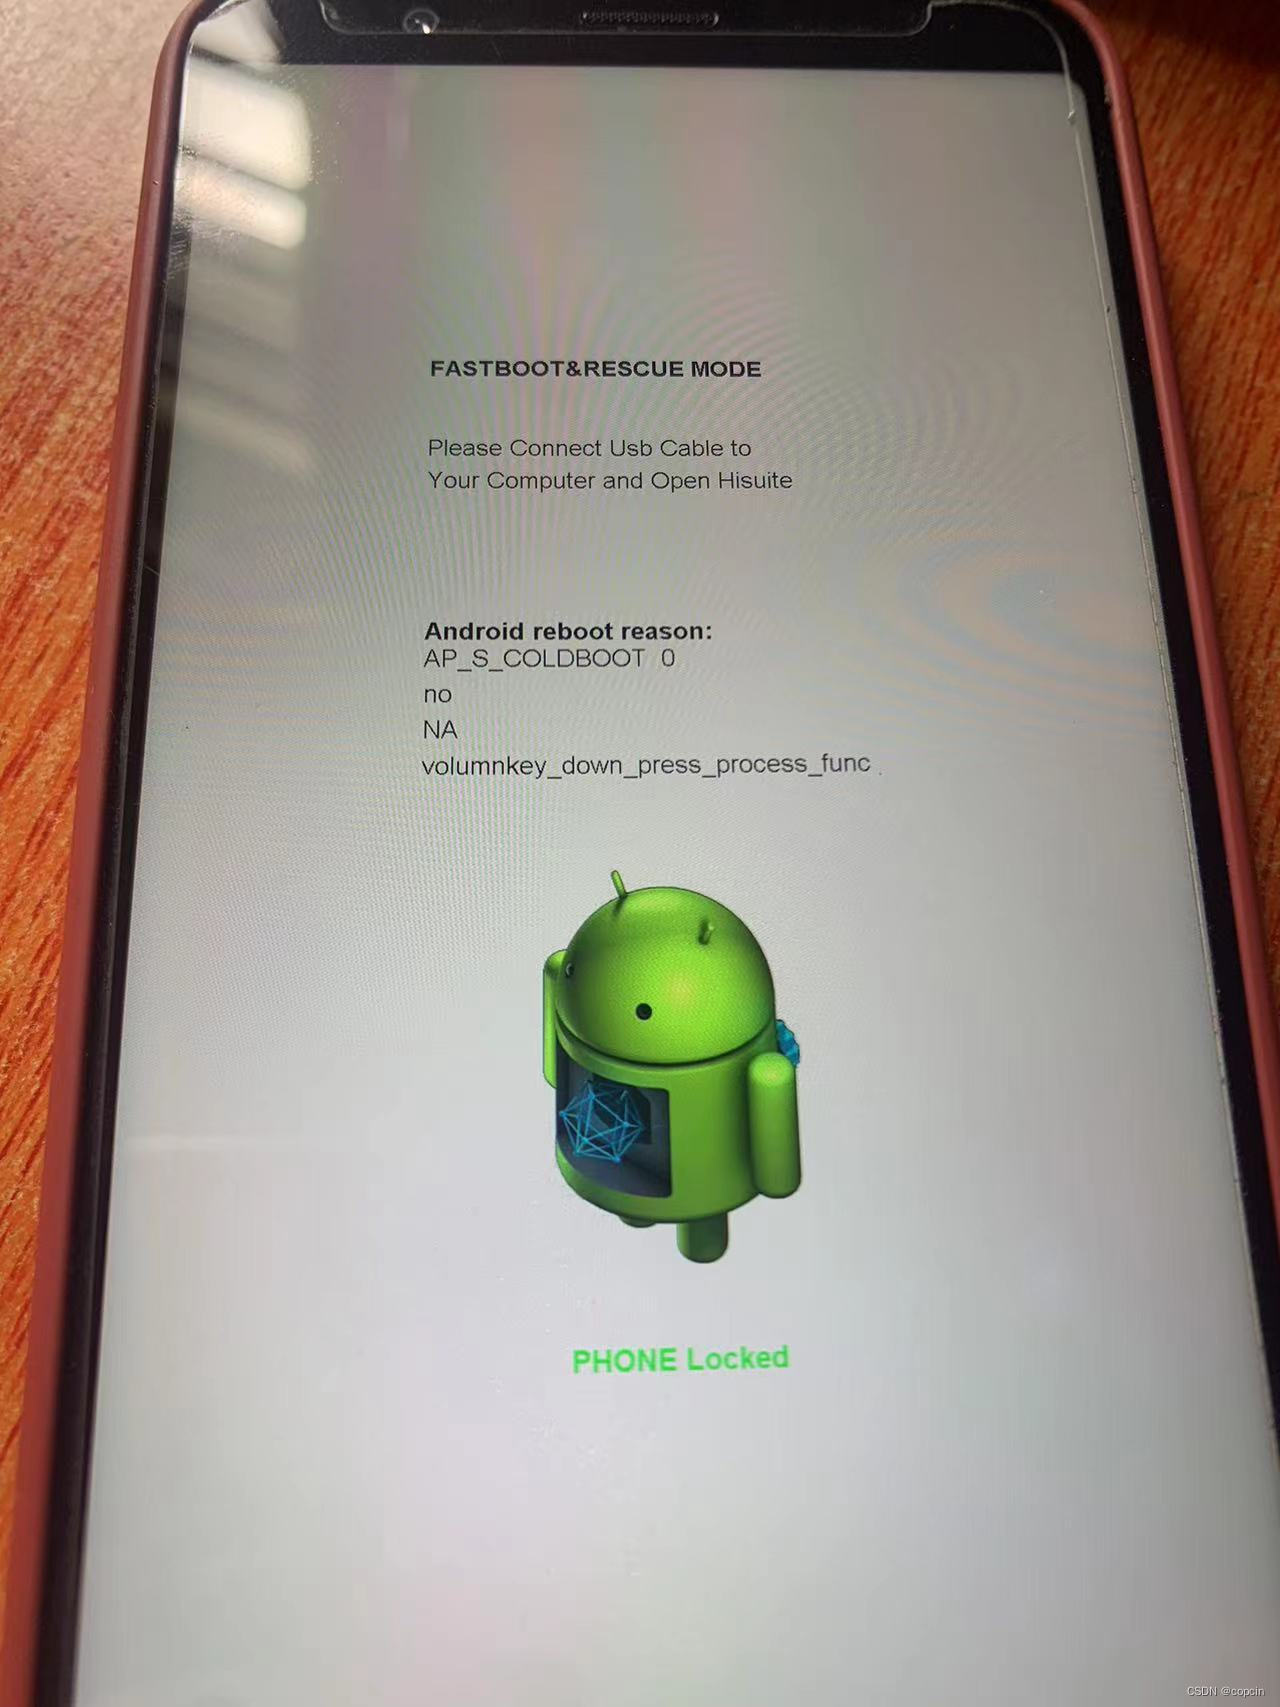 FASTBOOT&RESCUE MODE
Please Connect Usb Cable to
Your Computer and Open Hisuite
Android reboot reason:
AP_S_COLDBOOT 0
no
NA
volumnkey_down_press_process_func
PHONE Locked
CSDN @copcin